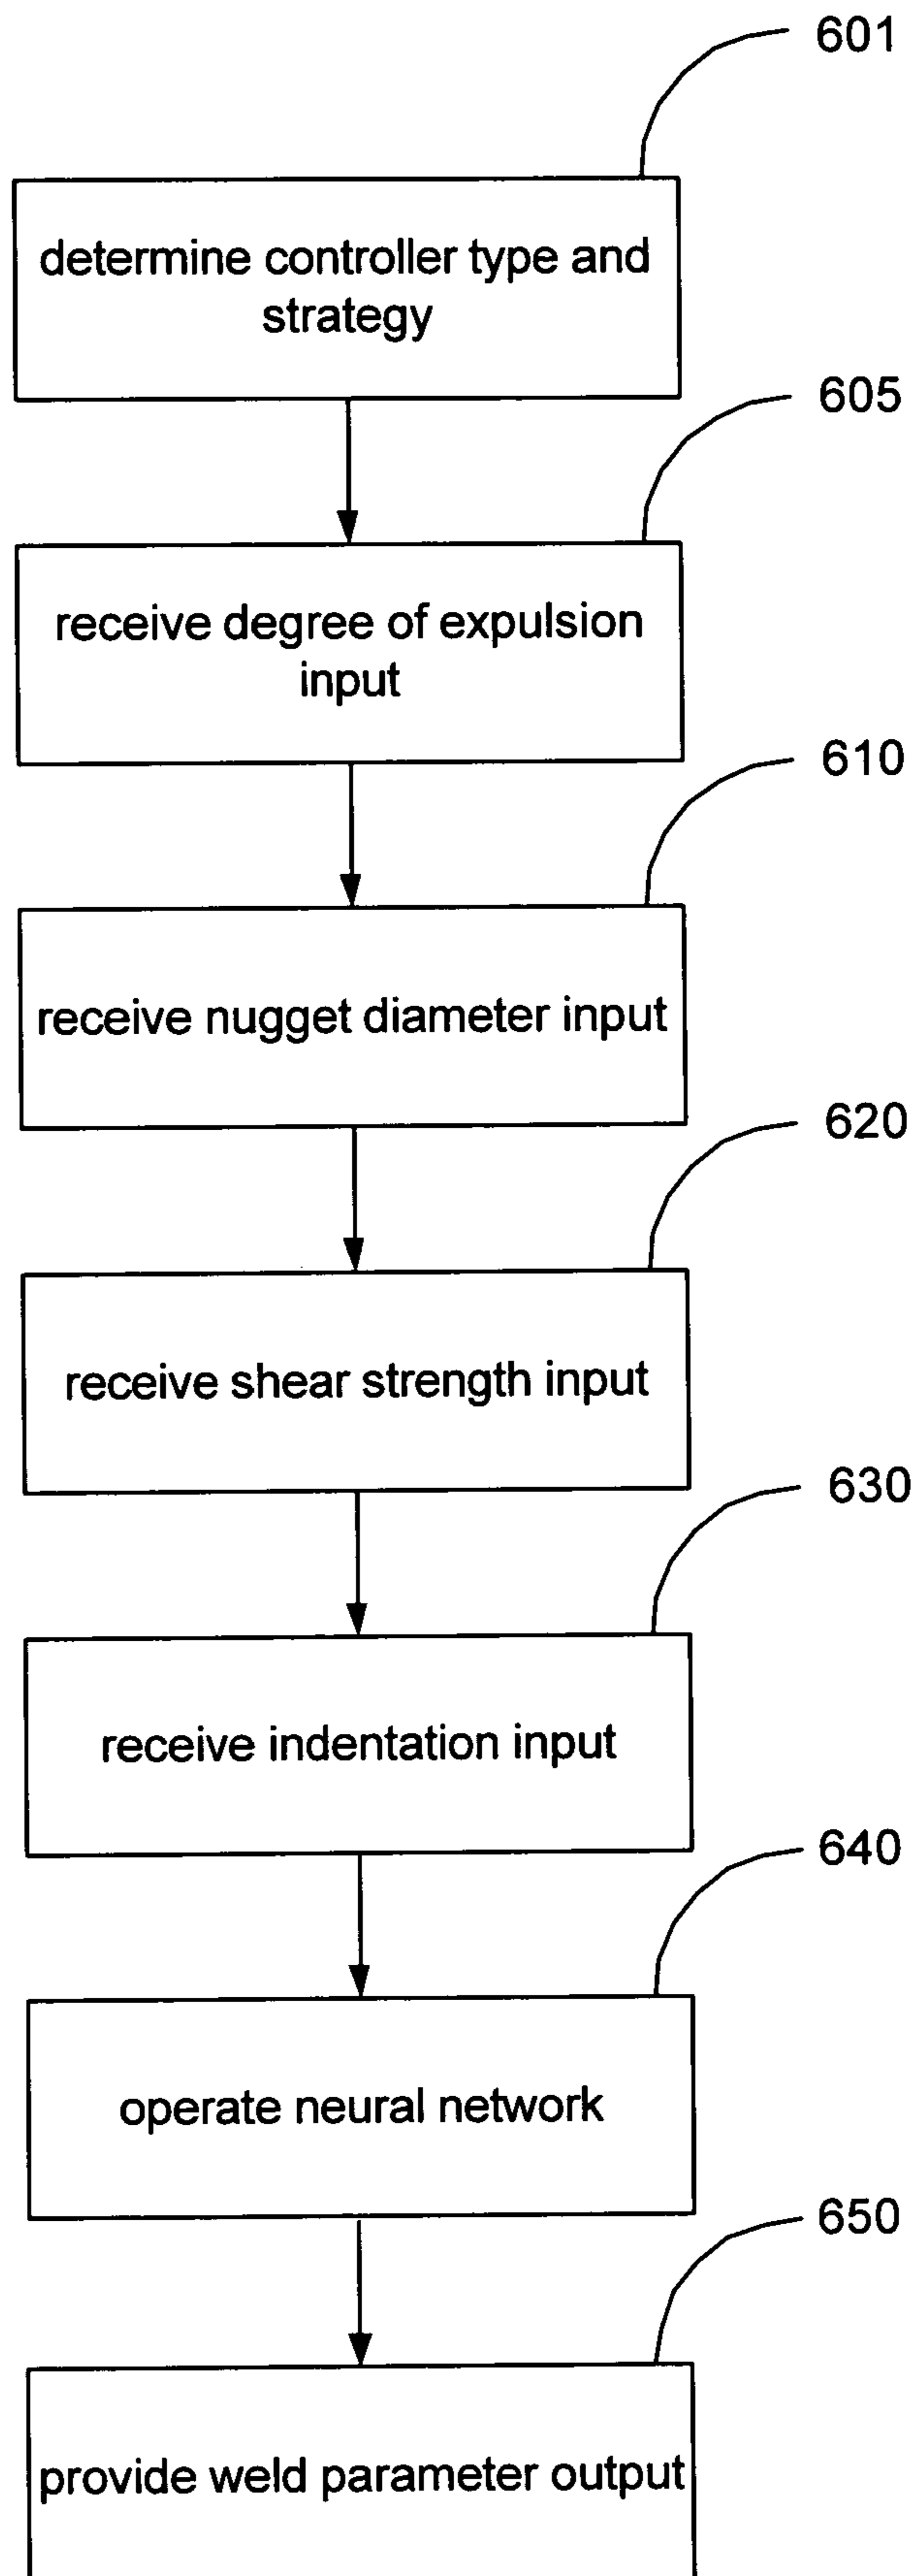 601
determine controller type and
strategy
605
receive degree of expulsion
input
610
receive nugget diameter input
620
receive shear strength input
630
receive indentation input
640
operate neural network
650
provide weld parameter output